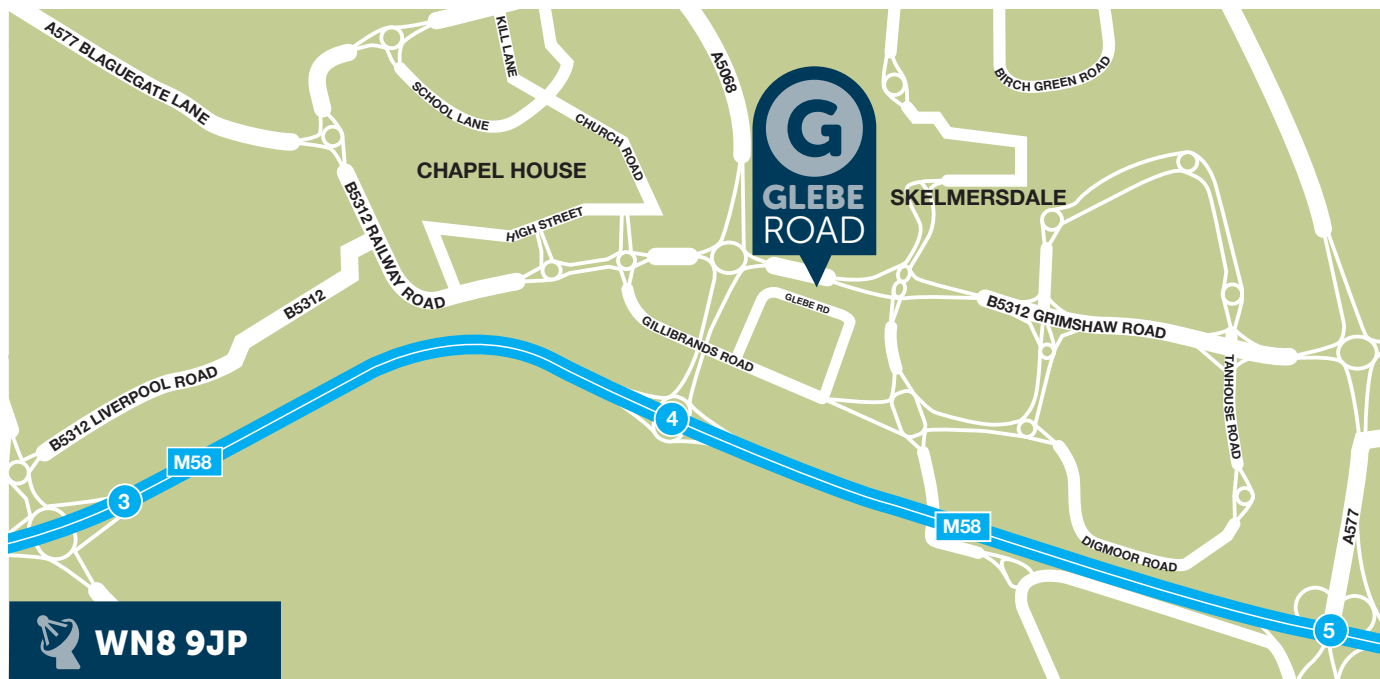 A577 BLAGUEGATE LANE
KILL LANE
SCHOOL LANE
CHURCH ROAD
A5068
BIRCH GREEN ROAD
CHAPEL HOUSE
G
GLEBE
ROAD
SKELMERSDALE
B5312 RAILWAY ROAD
HIGH STREET
B5312
GLEBE RD
GILLIBRANDS ROAD
B5312 GRIMSHAW ROAD
TANHOUSE ROAD
B5312 LIVERPOOL ROAD
4
M58
3
M58
A577
DIGMOOR ROAD
5
WN8 9JP